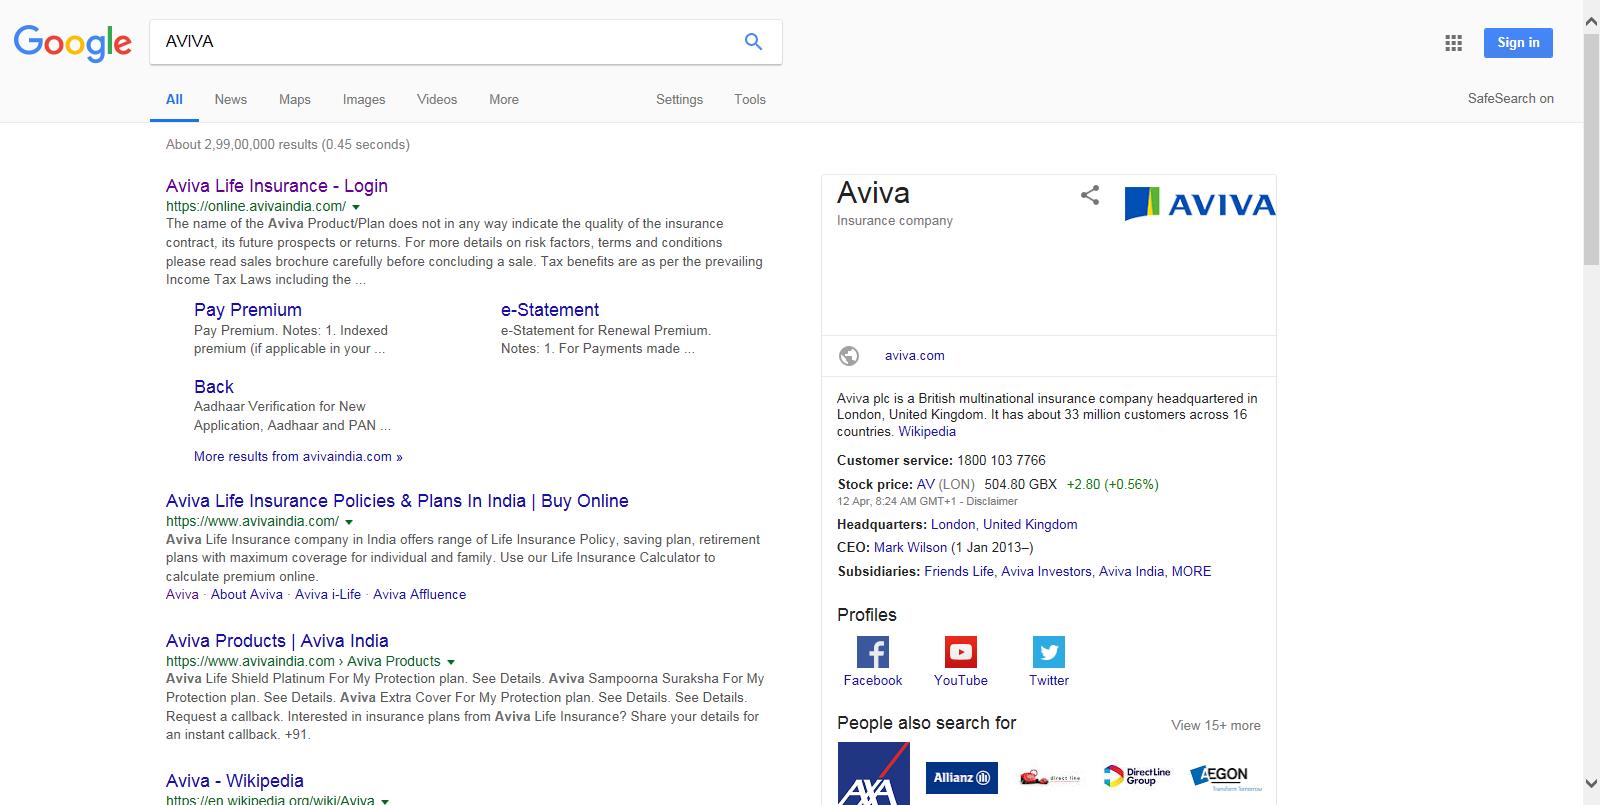 Google
AVIVA
Sign in
All News Maps Images Videos More Settings Tools
SafeSearch on
About 2,99,00,000 results (0.45 seconds)
Aviva Life Insurance - Login
https://online.avivaindia.com/
The name of the Aviva Product/Plan does not in any way indicate the quality of the insurance
contract, its future prospects or returns. For more details on risk factors, terms and conditions
please read sales brochure carefully before concluding a sale. Tax benefits are as per the prevailing
Income Tax Laws including the ...
Pay Premium
Pay Premium. Notes: 1. Indexed
premium (if applicable in your ...
e-Statement
e-Statement for Renewal Premium.
Notes: 1. For Payments made ...
Back
Aadhaar Verification for New
Application, Aadhaar and PAN ...
More results from avivaindia.com »
Aviva Life Insurance Policies & Plans In India | Buy Online
https://www.avivaindia.com/
Aviva Life Insurance company in India offers range of Life Insurance Policy, saving plan, retirement
plans with maximum coverage for individual and family. Use our Life Insurance Calculator to
calculate premium online.
Aviva · About Aviva · Aviva i-Life · Aviva Affluence
Aviva Products | Aviva India
https://www.avivaindia.com › Aviva Products
Aviva Life Shield Platinum For My Protection plan. See Details. Aviva Sampoorna Suraksha For My
Protection plan. See Details. Aviva Extra Cover For My Protection plan. See Details. See Details.
Request a callback. Interested in insurance plans from Aviva Life Insurance? Share your details for
an instant callback. +91.
Aviva - Wikipedia
https://en.wikipedia.org/wiki/Aviva
Aviva
Insurance company
AVIVA
aviva.com
Aviva plc is a British multinational insurance company headquartered in
London, United Kingdom. It has about 33 million customers across 16
countries. Wikipedia
Customer service: 1800 103 7766
Stock price: AV (LON) 504.80 GBX +2.80 (+0.56%)
12 Apr, 8:24 AM GMT+1 - Disclaimer
Headquarters: London, United Kingdom
CEO: Mark Wilson (1 Jan 2013–)
Subsidiaries: Friends Life, Aviva Investors, Aviva India, MORE
Profiles
Facebook YouTube Twitter
People also search for View 15+ more
AXA
Allianz
direct line
Direct Line
Group
AEGON
Transform Tomorrow